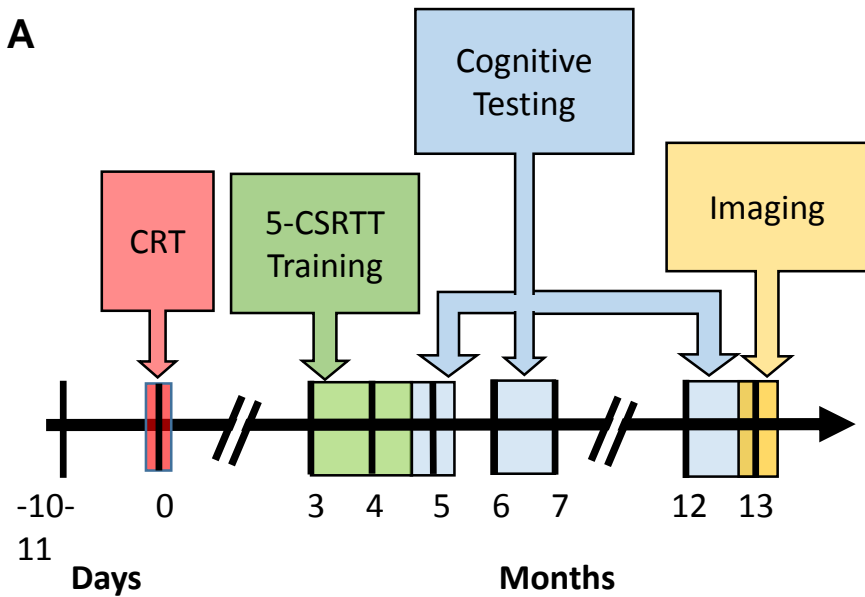 A
Cognitive
Testing
CRT
5-CSRTT
Training
Imaging
-10-
11
0
3
4
5
6
7
12
13
Days
Months